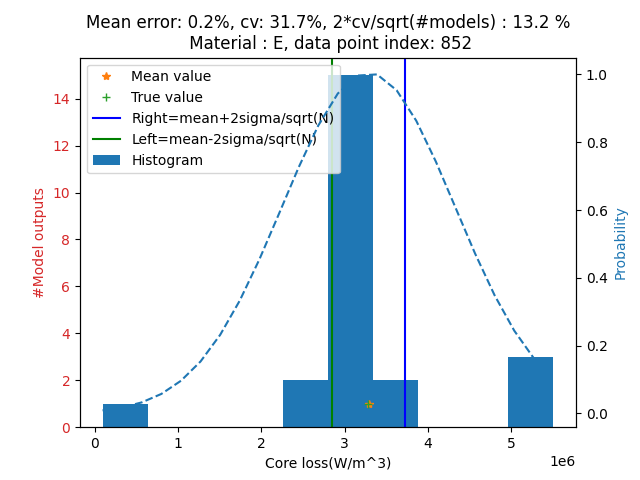 Mean error: 0.2%, cv: 31.7%, 2*cv/sqrt(#models) : 13.2 %
Material : E, data point index: 852
Mean value
True value
Right=mean+2sigma/sqrt(N)
Left=mean-2sigma/sqrt(N)
Histogram
#Model outputs
14
12
10
8
6
4
2
0
1.0
0.8
0.6
0.4
0.2
0.0
Probability
0 1 2 3 4 5
1e6
Core loss(W/m^3)